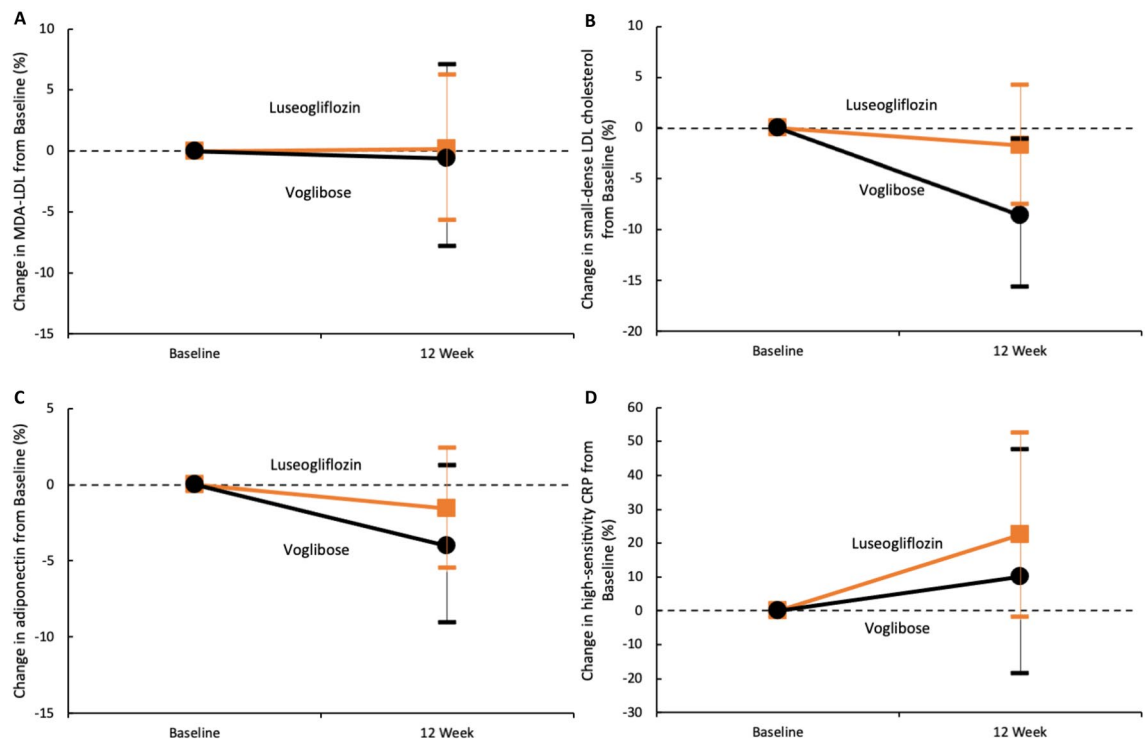 A
Change in MDA-LDL from Baseline (%)
10
5
0
-5
-10
-15
Luseogliflozin
Voglibose
Baseline
12 Week
B
Change in small-dense LDL cholesterol
from Baseline (%)
10
5
0
-5
-10
-15
-20
Luseogliflozin
Voglibose
Baseline
12 Week
C
Change in adiponectin from Baseline (%)
5
0
-5
-10
-15
Luseogliflozin
Voglibose
Baseline
12 Week
D
Change in high-sensitivity CRP from
Baseline (%)
60
50
40
30
20
10
0
-10
-20
-30
Luseogliflozin
Voglibose
Baseline
12 Week